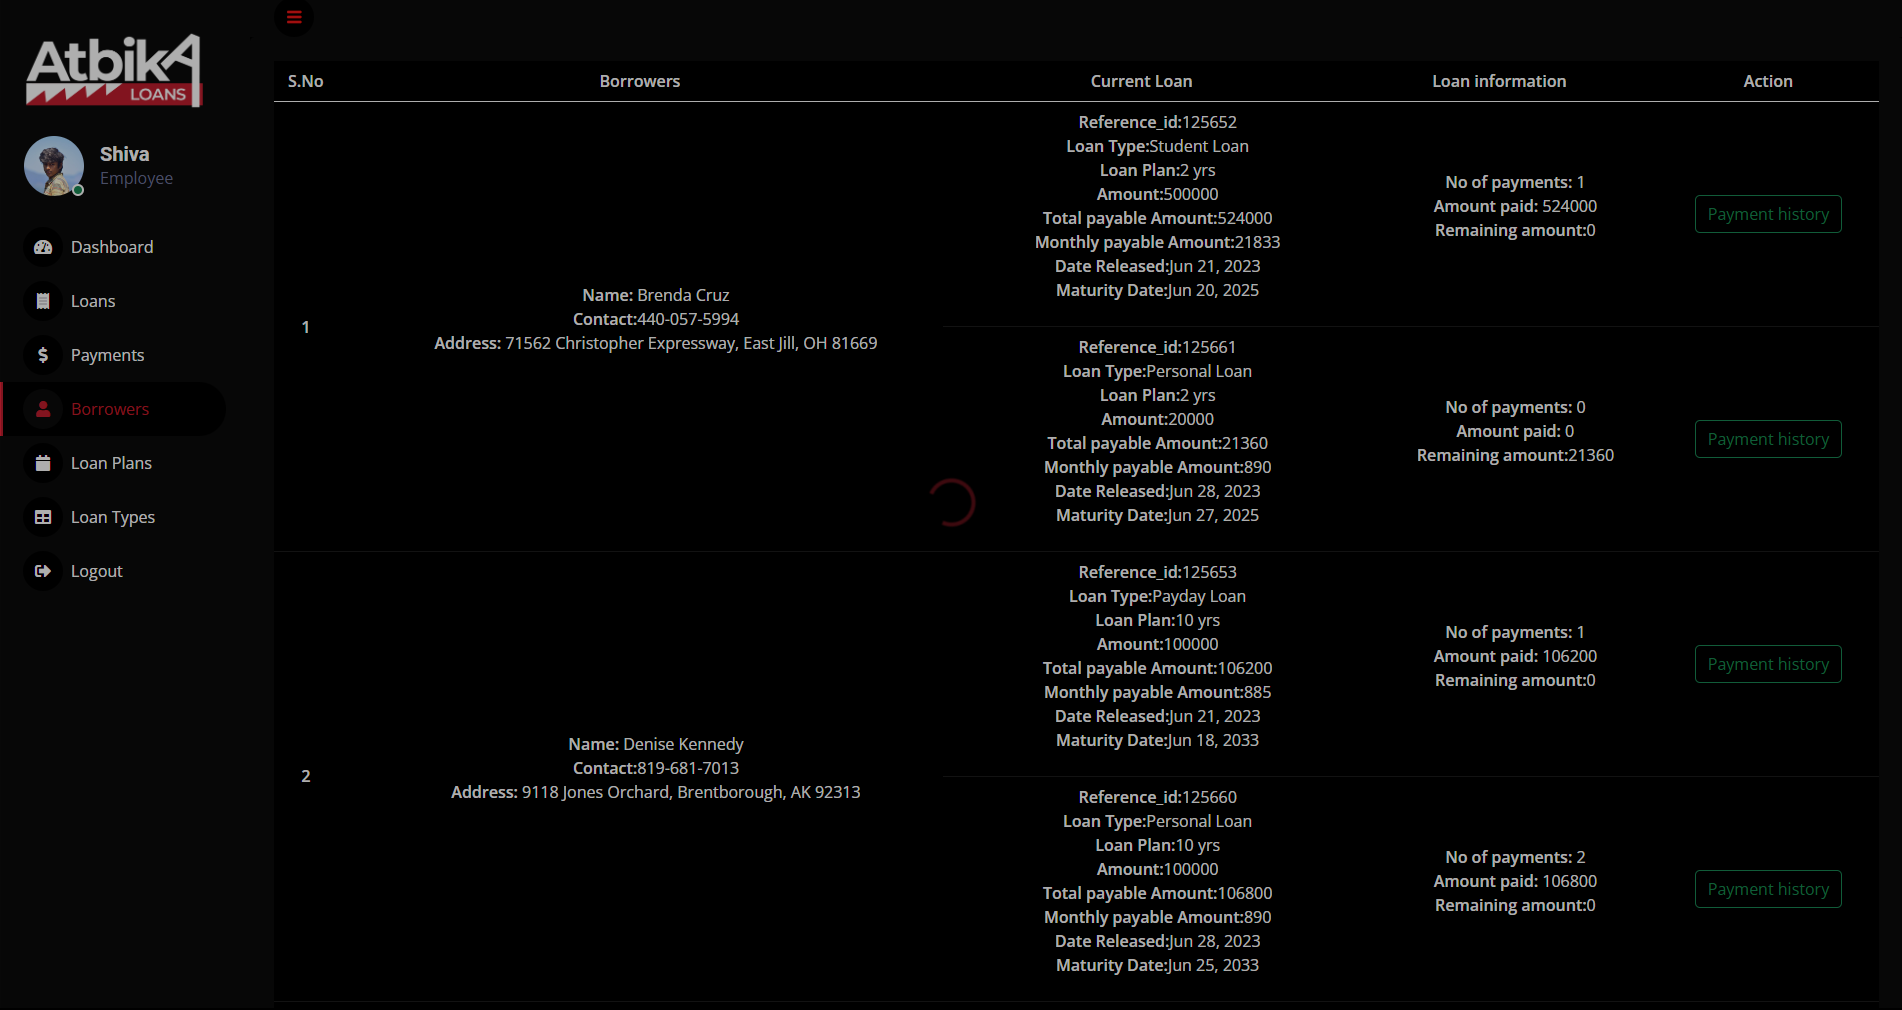 AtbikA
LOANS
Shiva
Employee
Dashboard
Loans
Payments
Borrowers
Loan Plans
Loan Types
Logout
S.No Borrowers Current Loan Loan information Action
1
Name: Brenda Cruz
Contact:440-057-5994
Address: 71562 Christopher Expressway, East Jill, OH 81669
Reference_id:125652
Loan Type:Student Loan
Loan Plan:2 yrs
Amount:500000
Total payable Amount:524000
Monthly payable Amount:21833
Date Released:Jun 21, 2023
Maturity Date:Jun 20, 2025
No of payments: 1
Amount paid: 524000
Remaining amount:0
Payment history
Reference_id:125661
Loan Type:Personal Loan
Loan Plan:2 yrs
Amount:20000
Total payable Amount:21360
Monthly payable Amount:890
Date Released:Jun 28, 2023
Maturity Date:Jun 27, 2025
No of payments: 0
Amount paid: 0
Remaining amount:21360
Payment history
2
Name: Denise Kennedy
Contact:819-681-7013
Address: 9118 Jones Orchard, Brentborough, AK 92313
Reference_id:125653
Loan Type:Payday Loan
Loan Plan:10 yrs
Amount:100000
Total payable Amount:106200
Monthly payable Amount:885
Date Released:Jun 21, 2023
Maturity Date:Jun 18, 2033
No of payments: 1
Amount paid: 106200
Remaining amount:0
Payment history
Reference_id:125660
Loan Type:Personal Loan
Loan Plan:10 yrs
Amount:100000
Total payable Amount:106800
Monthly payable Amount:890
Date Released:Jun 28, 2023
Maturity Date:Jun 25, 2033
No of payments: 2
Amount paid: 106800
Remaining amount:0
Payment history